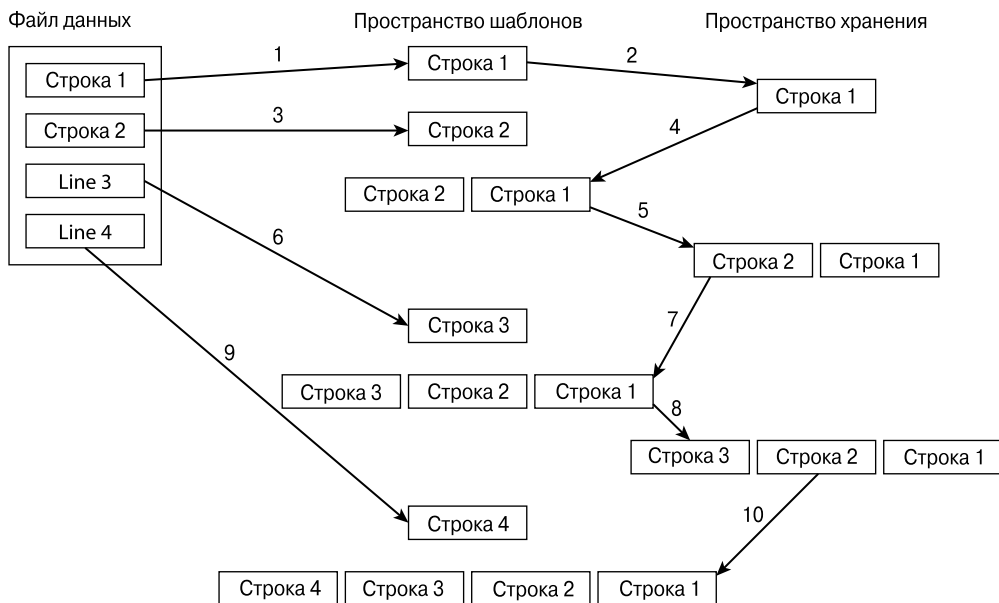 Файл данных
Пространство шаблонов
Пространство хранения
Строка 1
1
Строка 1
2
Строка 1
Строка 2
3
Строка 2
4
Line 3
Строка 2
Строка 1
5
Line 4
6
Строка 2
Строка 1
Строка 3
7
9
Строка 3
Строка 2
Строка 1
8
Строка 3
Строка 2
Строка 1
Строка 4
10
Строка 4
Строка 3
Строка 2
Строка 1